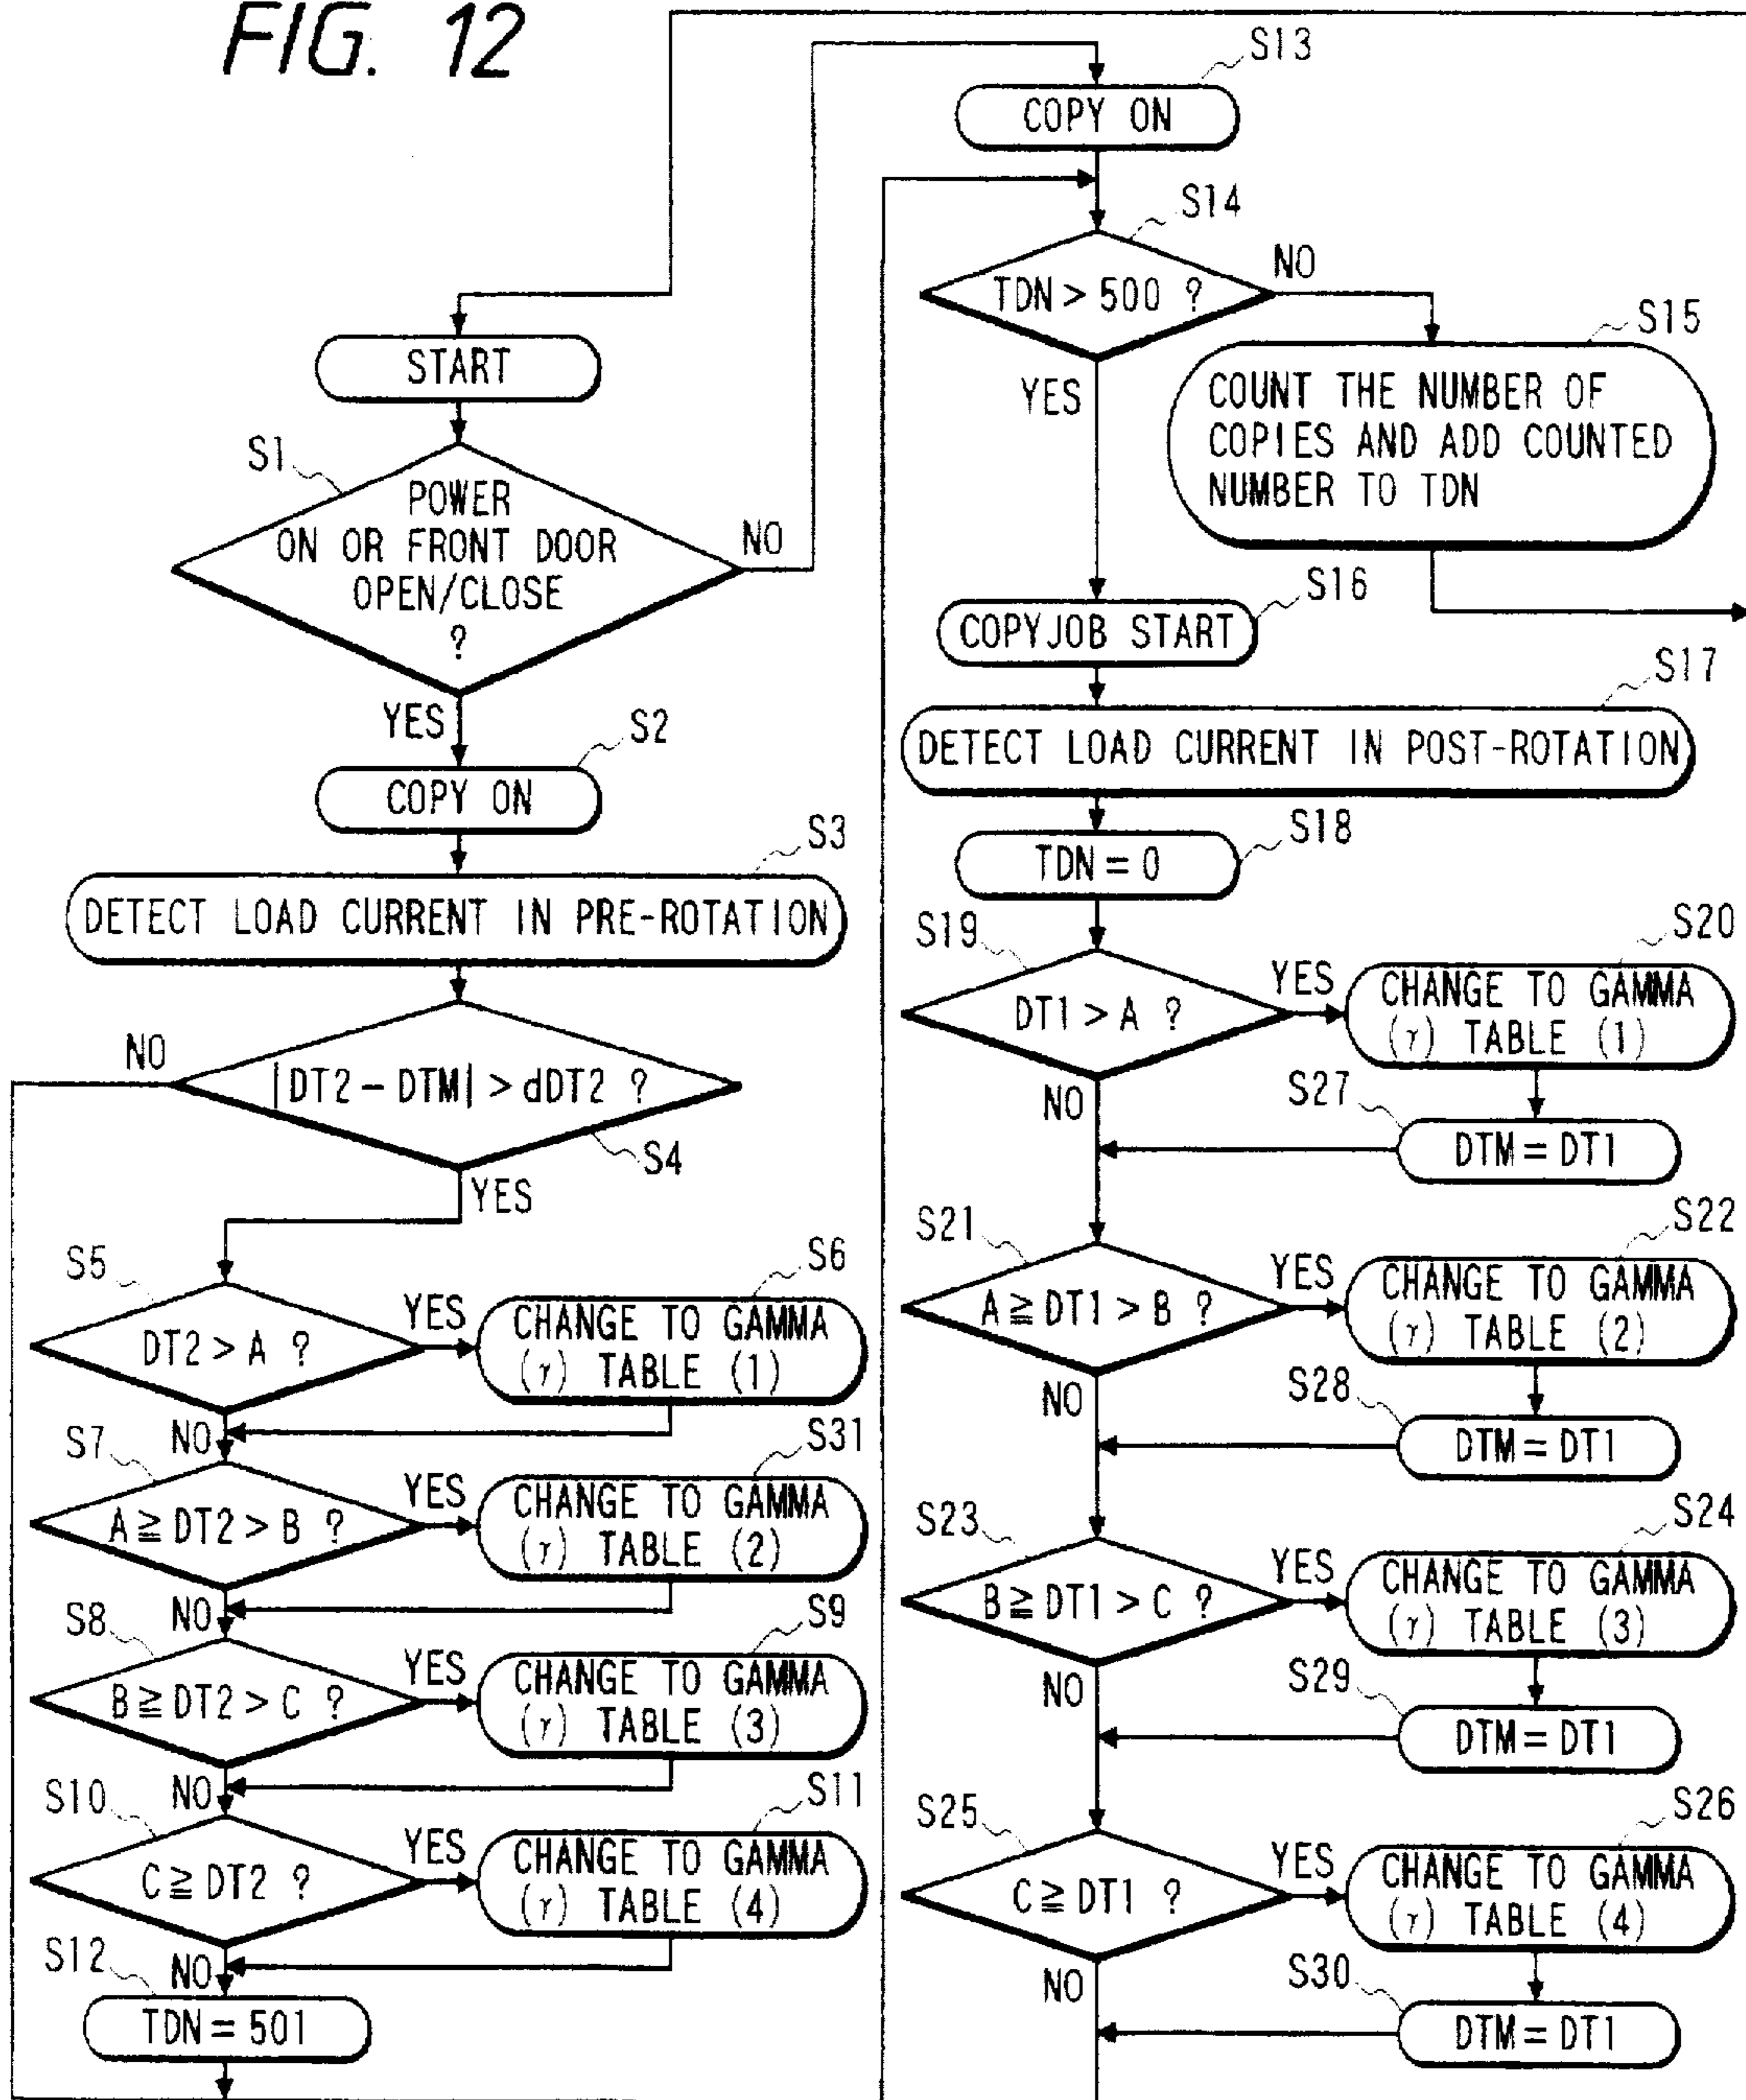 FIG. 12
START
S1
POWER
ON OR FRONT DOOR
OPEN/CLOSE
?
NO
YES
S2
COPY ON
S3
DETECT LOAD CURRENT IN PRE-ROTATION
NO
|DT2-DTM| > dDT2 ?
S4
YES
S5
DT2 > A ?
YES
S6
CHANGE TO GAMMA
(γ) TABLE (1)
NO
S7
A ≧ DT2 > B ?
YES
S31
CHANGE TO GAMMA
(γ) TABLE (2)
NO
S8
B ≧ DT2 > C ?
YES
S9
CHANGE TO GAMMA
(γ) TABLE (3)
NO
S10
C ≧ DT2 ?
YES
S11
CHANGE TO GAMMA
(γ) TABLE (4)
NO
S12
TDN = 501
S13
COPY ON
S14
TDN > 500 ?
NO
YES
S15
COUNT THE NUMBER OF
COPIES AND ADD COUNTED
NUMBER TO TDN
S16
COPYJOB START
S17
DETECT LOAD CURRENT IN POST-ROTATION
S18
TDN = 0
S19
DT1 > A ?
YES
S20
CHANGE TO GAMMA
(γ) TABLE (1)
NO
S27
DTM = DT1
S21
A ≧ DT1 > B ?
YES
S22
CHANGE TO GAMMA
(γ) TABLE (2)
NO
S28
DTM = DT1
S23
B ≧ DT1 > C ?
YES
S24
CHANGE TO GAMMA
(γ) TABLE (3)
NO
S29
DTM = DT1
S25
C ≧ DT1 ?
YES
S26
CHANGE TO GAMMA
(γ) TABLE (4)
NO
S30
DTM = DT1